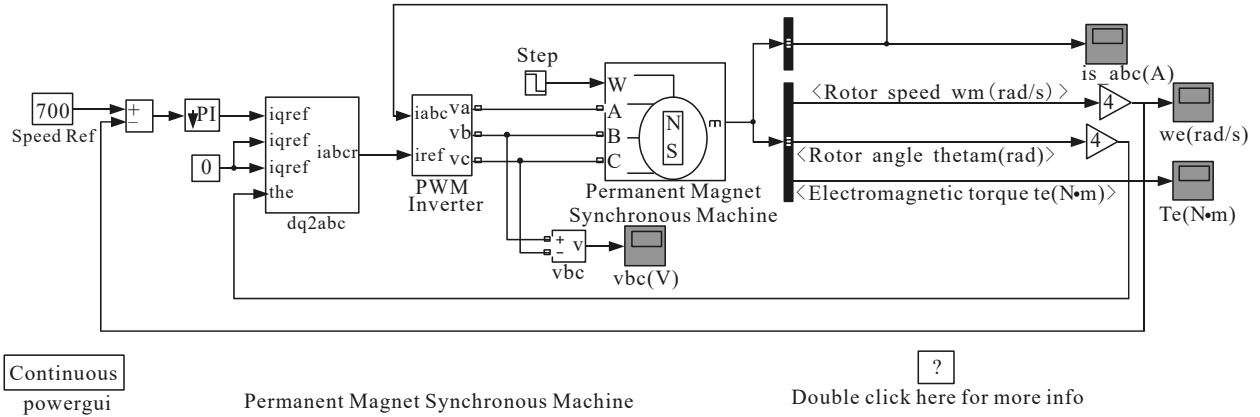 Step
W
A
B
C
N
S
m
Permanent Magnet
Synchronous Machine
700
Speed Ref
+
−
PI
0
iqref
iqref
iqref
the
iabcr
dq2abc
iabc
iref
va
vb
vc
PWM
Inverter
+
−
v
vbc
vbc(V)
is_abc(A)
<Rotor speed wm(rad/s)>
4
we(rad/s)
<Rotor angle thetam(rad)>
4
<Electromagnetic torque te(N•m)>
Te(N•m)
Continuous
powergui
Permanent Magnet Synchronous Machine
?
Double click here for more info